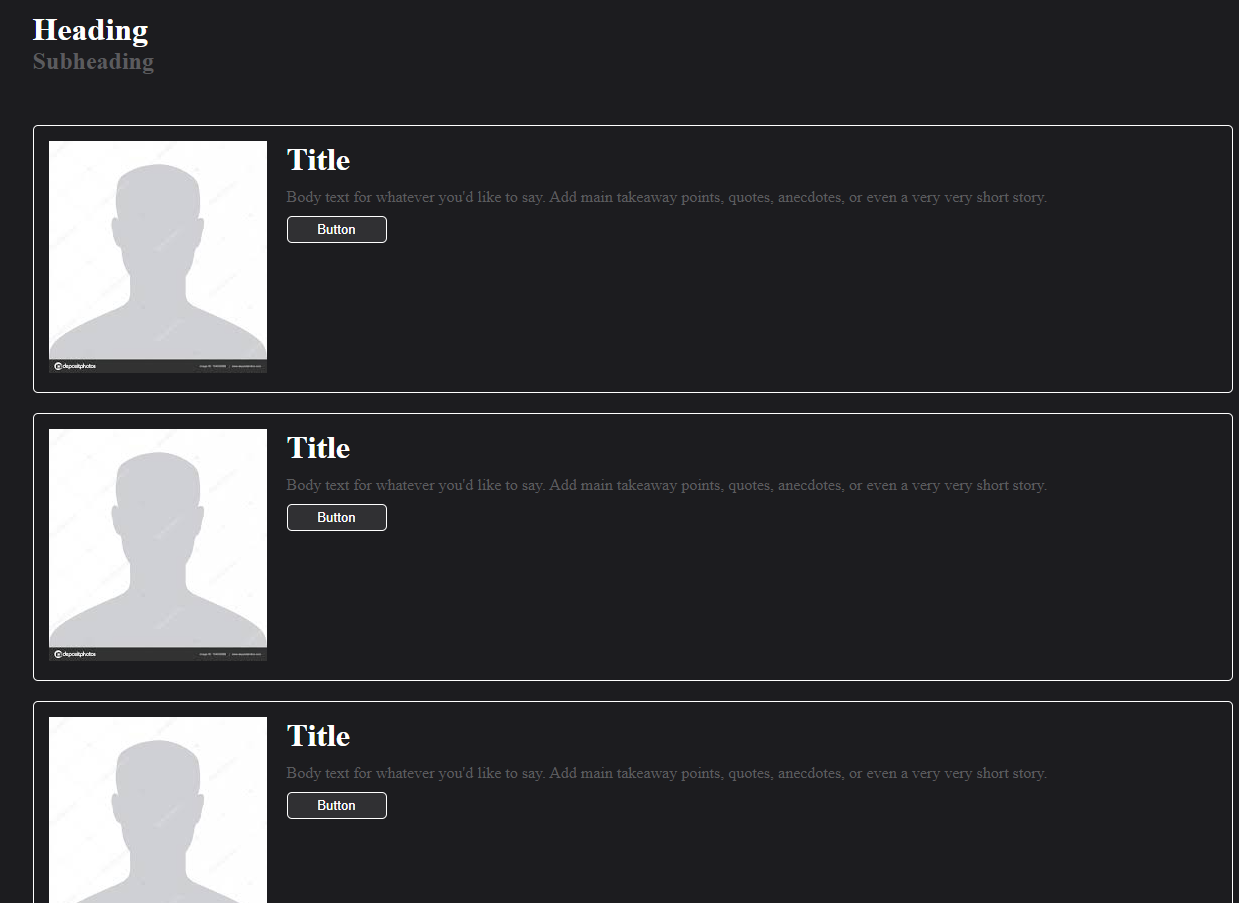 Heading
Subheading
Title
Body text for whatever you'd like to say. Add main takeaway points, quotes, anecdotes, or even a very very short story.
Button
depositphotos
Title
Body text for whatever you'd like to say. Add main takeaway points, quotes, anecdotes, or even a very very short story.
Button
depositphotos
Title
Body text for whatever you'd like to say. Add main takeaway points, quotes, anecdotes, or even a very very short story.
Button